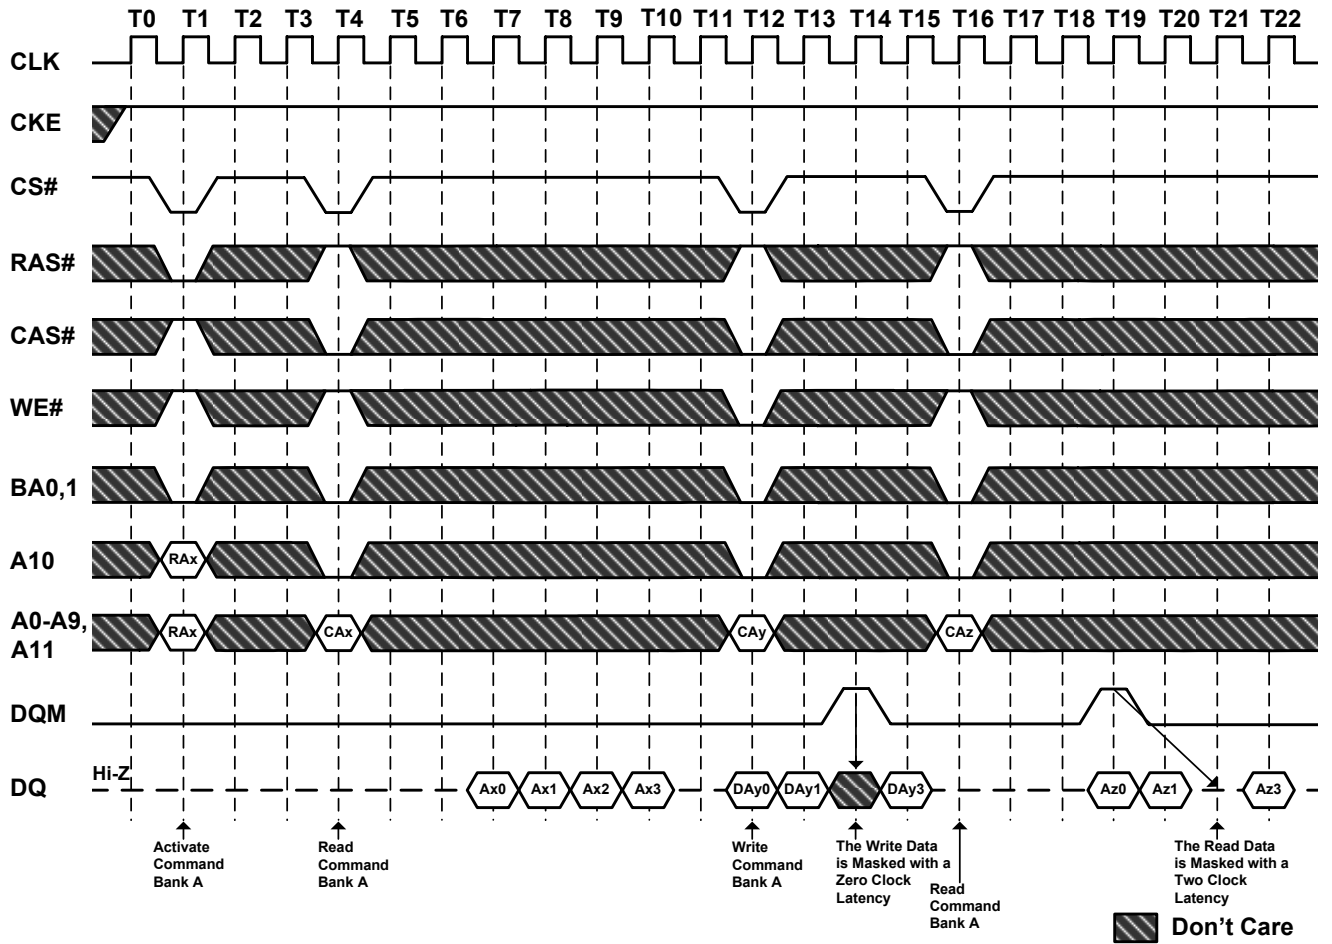 T0 T1 T2 T3 T4 T5 T6 T7 T8 T9 T10 T11 T12 T13 T14 T15 T16 T17 T18 T19 T20 T21 T22
CLK
CKE
CS#
RAS#
CAS#
WE#
BA0,1
A10 RAx
A0-A9,
A11
RAx CAx CAy CAz
DQM
Hi-Z
DQ Ax0 Ax1 Ax2 Ax3 DAy0 DAy1 DAy3 Az0 Az1 Az3
Activate
Command
Bank A
Read
Command
Bank A
Write
Command
Bank A
The Write Data
is Masked with a
Zero Clock
Latency
Read
Command
Bank A
The Read Data
is Masked with a
Two Clock
Latency
Don't Care